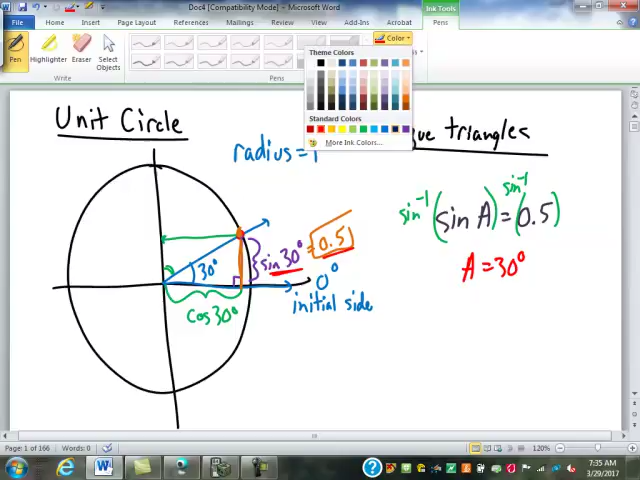 Doc4 [Compatibility Mode] - Microsoft Word
Ink Tools
File Home Insert Page Layout References Mailings Review View Add-Ins Acrobat Pens
Pen Highlighter Eraser Select Objects
Color
Write
Pens
Theme Colors
Standard Colors
More Ink Colors...
Unit Circle
que triangles
radius = 1
sin⁻¹ (sin A) = sin⁻¹ (0.5)
A = 30°
sin 30° = 0.5
30°
0°
initial side
cos 30°
Page: 1 of 166 Words: 0
120%
7:35 AM
3/29/2017